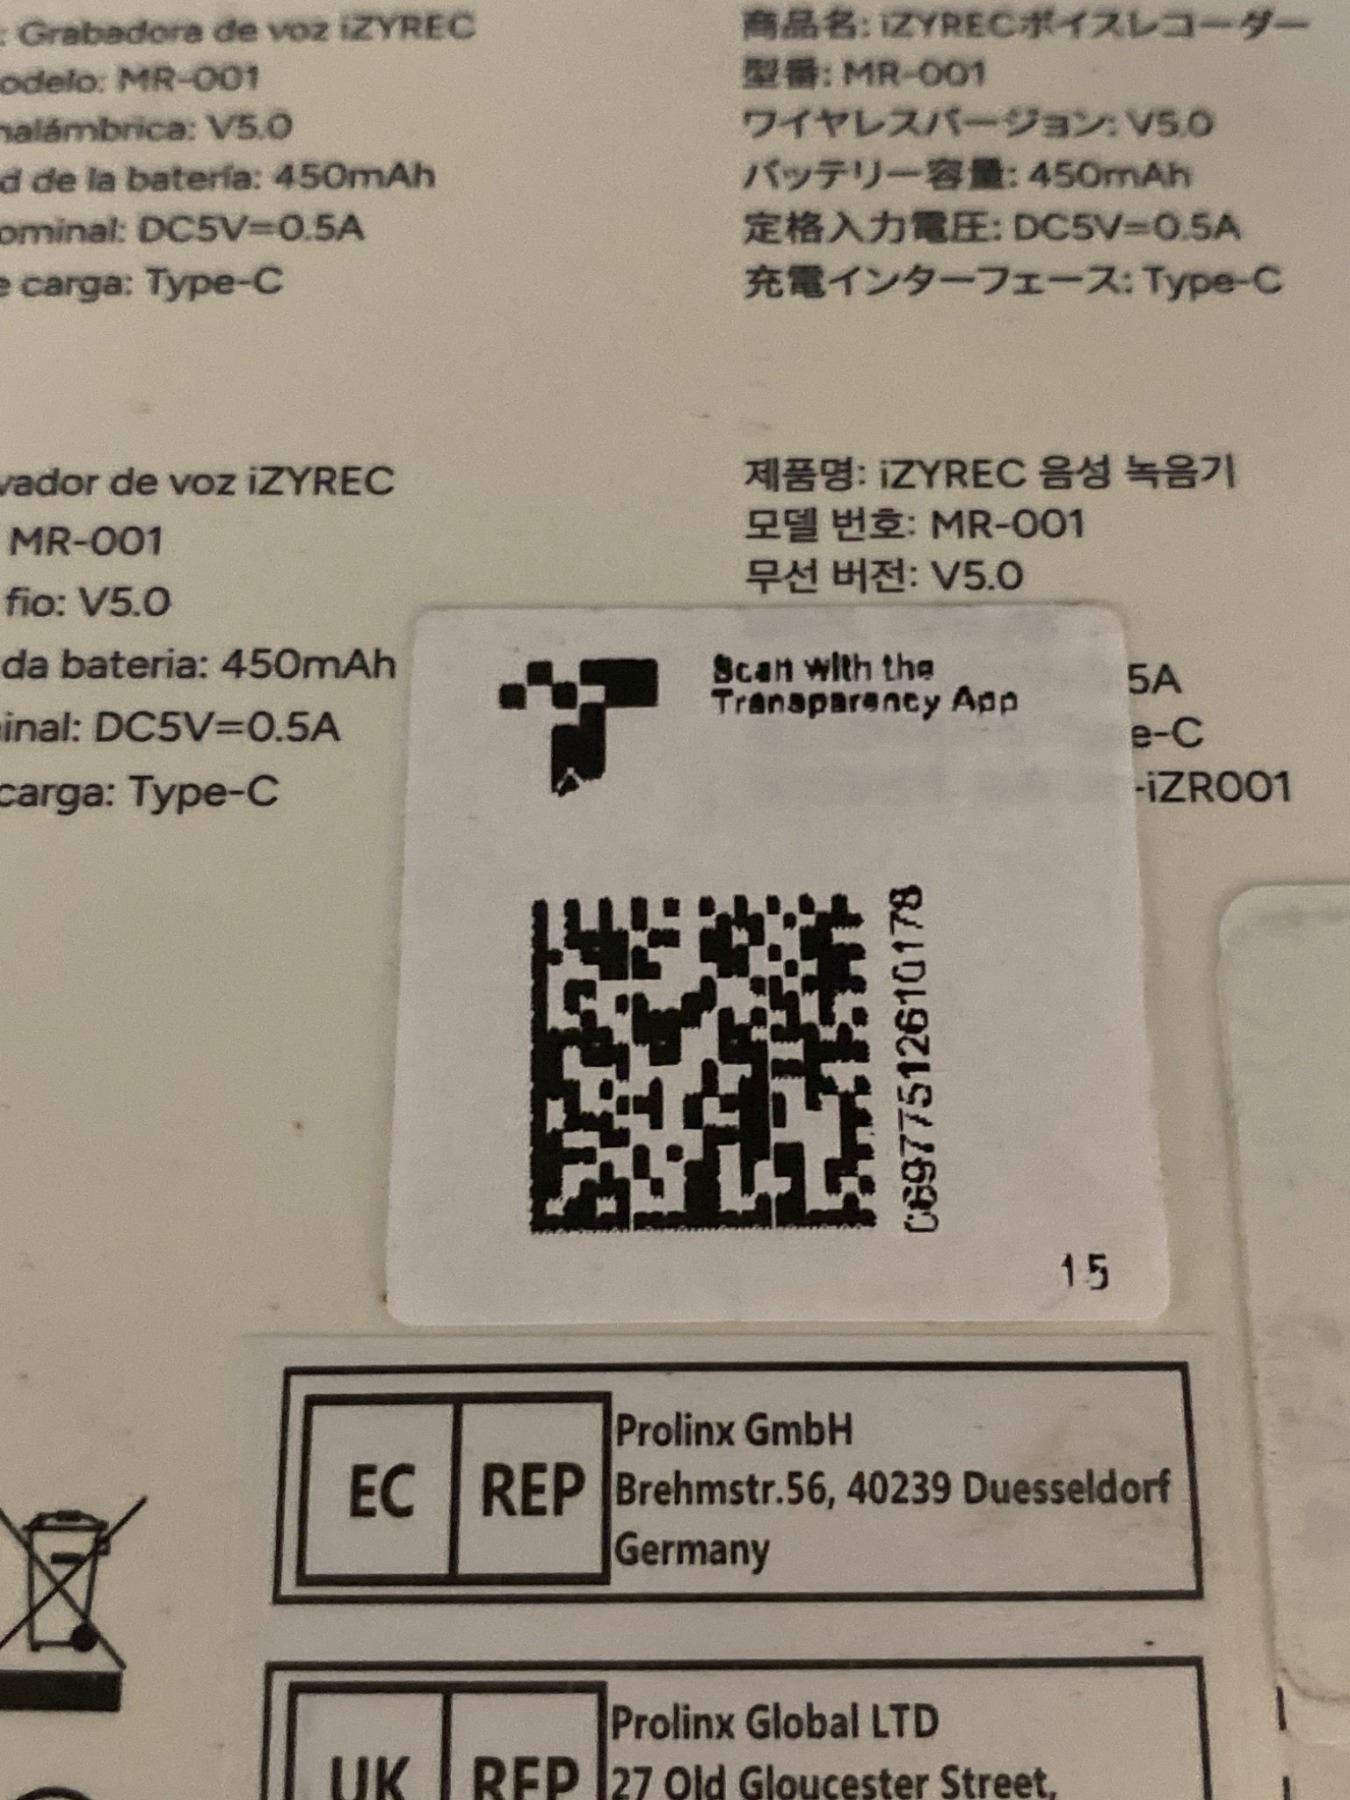 : Grabadora de voz iZYREC
odelo: MR-001
nalámbrica: V5.0
d de la batería: 450mAh
ominal: DC5V=0.5A
e carga: Type-C
商品名: iZYRECボイスレコーダー
型番: MR-001
ワイヤレスバージョン: V5.0
バッテリー容量: 450mAh
定格入力電圧: DC5V=0.5A
充電インターフェース: Type-C
vador de voz iZYREC
MR-001
fio: V5.0
da bateria: 450mAh
inal: DC5V=0.5A
carga: Type-C
제품명: iZYREC 음성 녹음기
모델 번호: MR-001
무선 버전: V5.0
5A
e-C
-iZR001
Scan with the
Transparency App
06977512610178
15
EC REP
Prolinx GmbH
Brehmstr.56, 40239 Duesseldorf
Germany
UK REP
Prolinx Global LTD
27 Old Gloucester Street,